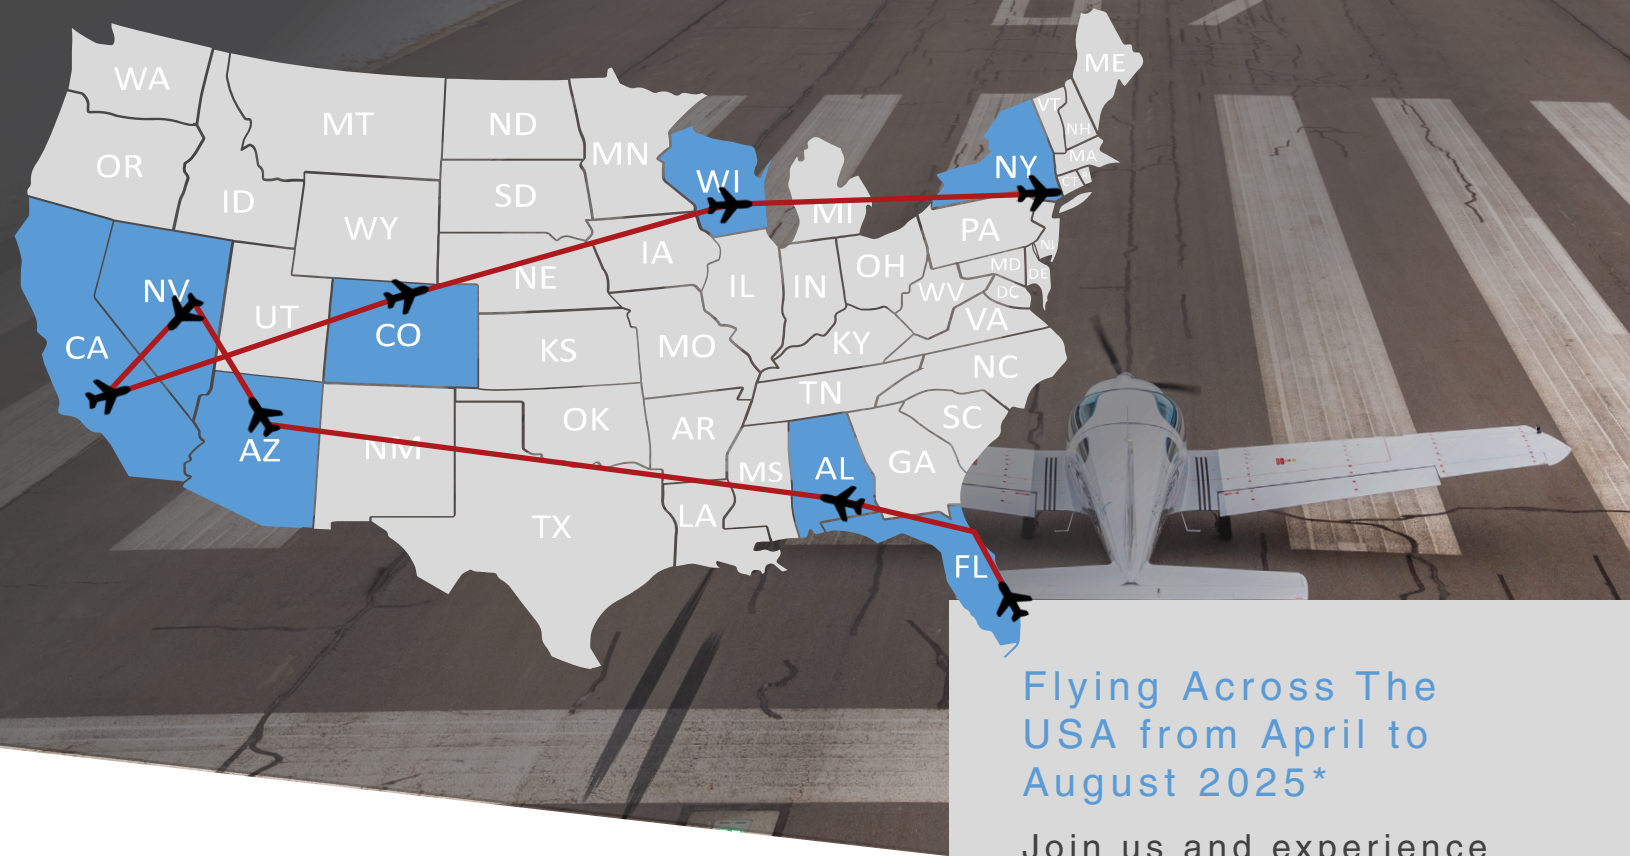 WA
MT
ND
MN
ME
VT
NH
MA
CT
OR
ID
WY
SD
WI
MI
NY
PA
NJ
MD
DE
DC
NV
UT
CO
NE
IA
IL
IN
OH
WV
VA
CA
KS
MO
KY
NC
AZ
NM
OK
AR
TN
SC
TX
LA
MS
AL
GA
FL
Flying Across The
USA from April to
August 2025*
Join us and experience